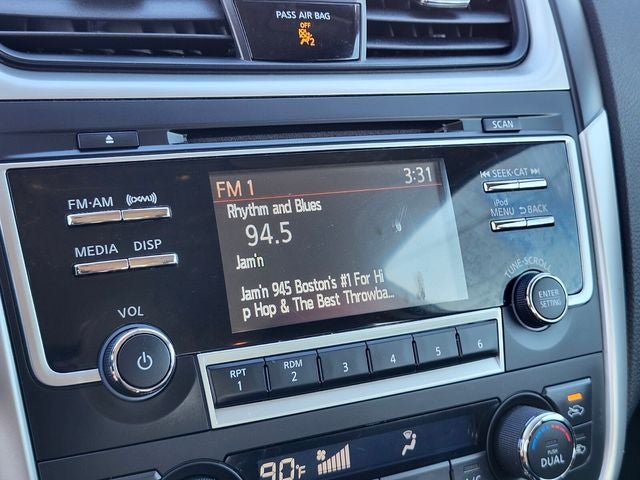 PASS AIR BAG
OFF
2
SCAN
FM 1 3:31
Rhythm and Blues
94.5
Jam'n
Jam'n 945 Boston's #1 For Hi
p Hop & The Best Throwba...
FM·AM ((XM))
MEDIA DISP
VOL
SEEK·CAT
iPod
MENU BACK
TUNE·SCROLL
ENTER
SETTING
RPT
1
RDM
2
3
4
5
6
90°F
PUSH
DUAL